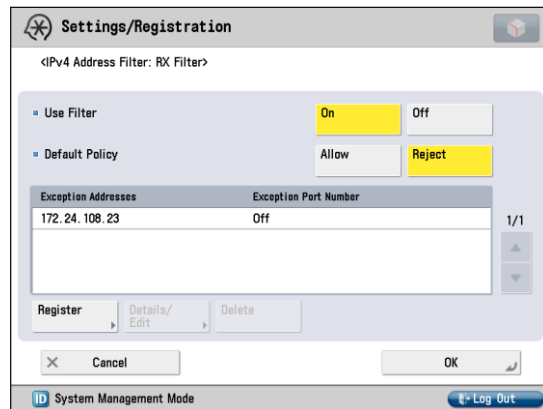 Settings/Registration
<IPv4 Address Filter: RX Filter>
Use Filter
On
Off
Default Policy
Allow
Reject
Exception Addresses
Exception Port Number
172.24.108.23
Off
1/1
Register
Details/
Edit
Delete
Cancel
OK
ID System Management Mode
Log Out